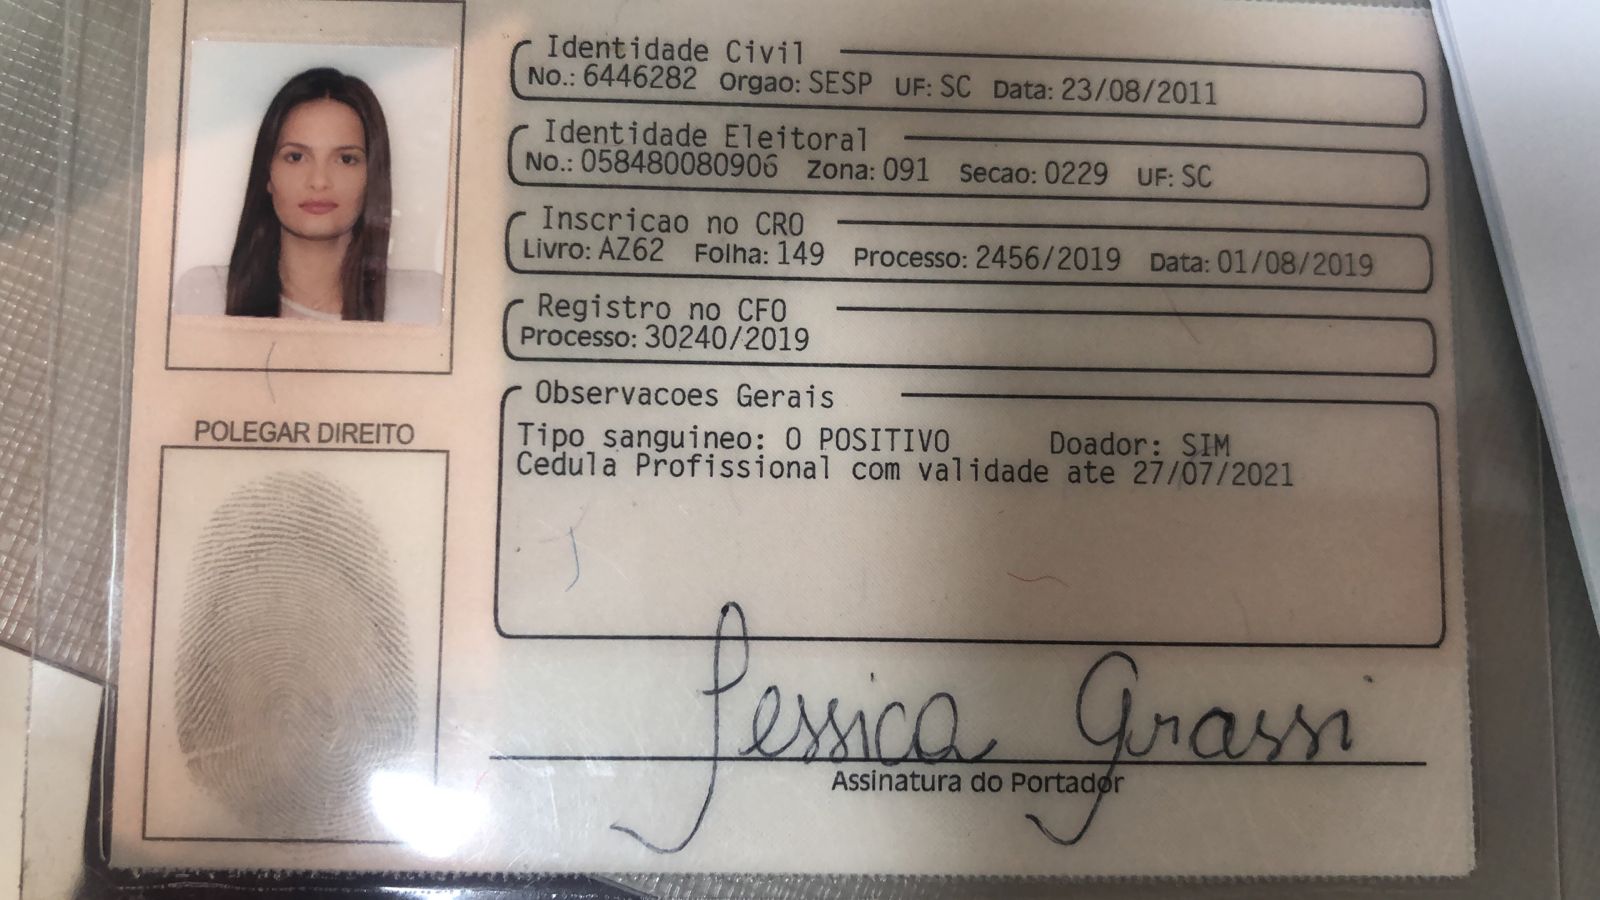 Identidade Civil
No.: 6446282 Orgao: SESP UF: SC Data: 23/08/2011
Identidade Eleitoral
No.: 058480080906 Zona: 091 Secao: 0229 UF: SC
Inscricao no CRO
Livro: AZ62 Folha: 149 Processo: 2456/2019 Data: 01/08/2019
Registro no CFO
Processo: 30240/2019
Observacoes Gerais
Tipo sanguineo: O POSITIVO Doador: SIM
Cedula Profissional com validade ate 27/07/2021
POLEGAR DIREITO
Jessica Grassi
Assinatura do Portador